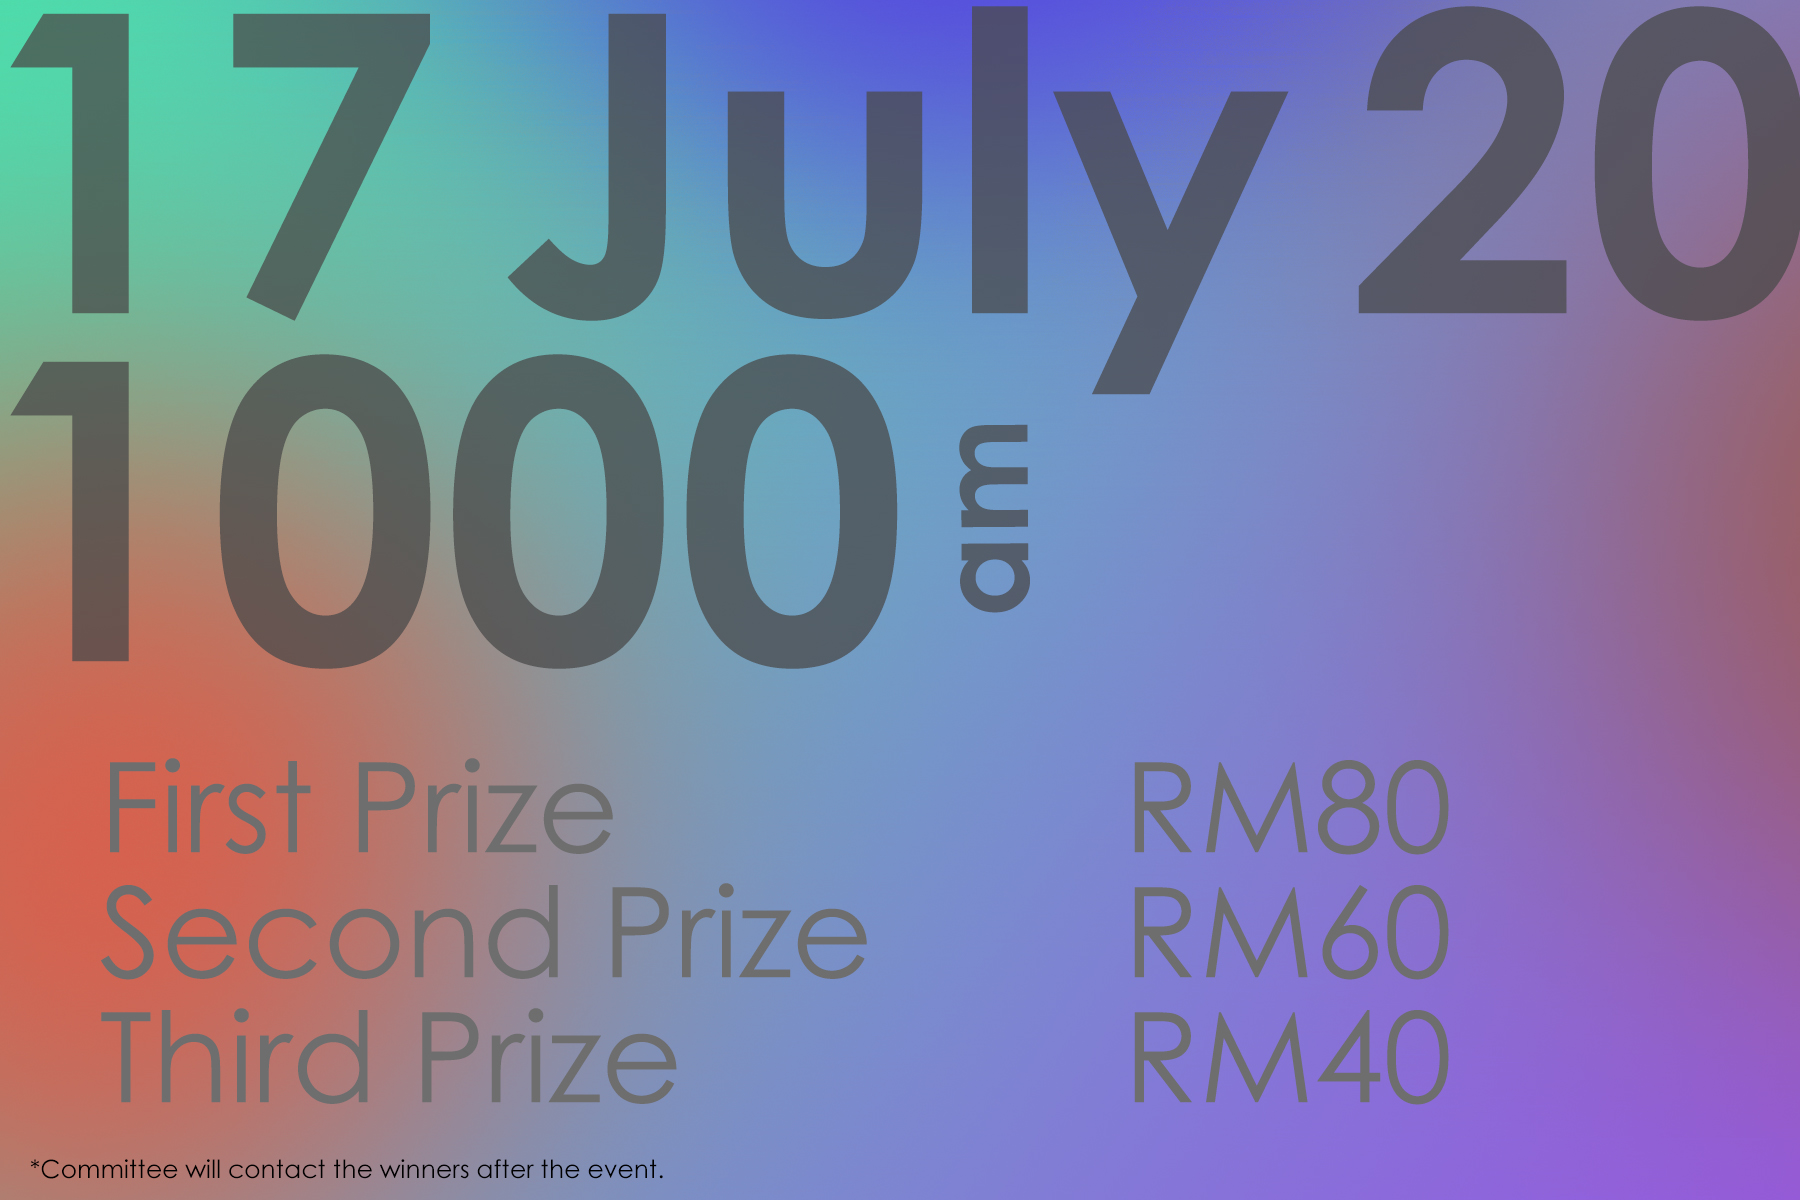 17 July 20
1000 am
First Prize RM80
Second Prize RM60
Third Prize RM40
*Committee will contact the winners after the event.